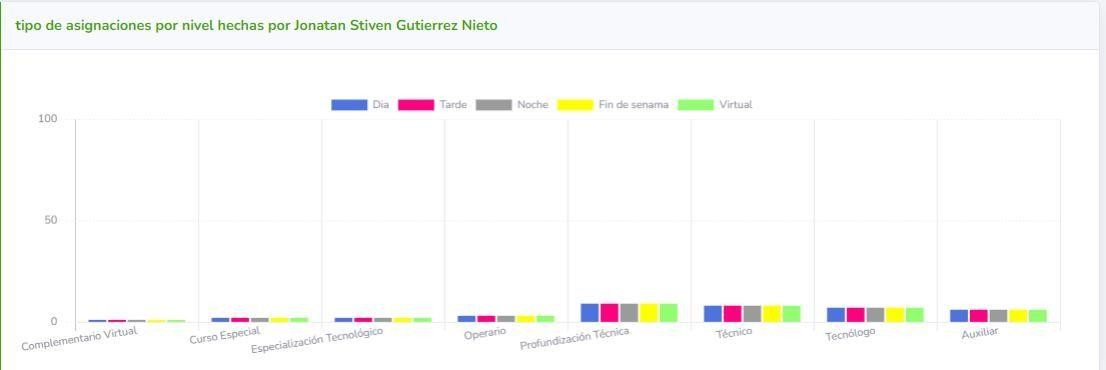 tipo de asignaciones por nivel hechas por Jonatan Stiven Gutierrez Nieto
Dia Tarde Noche Fin de senama Virtual
100
50
0
Complementario Virtual Curso Especial Especialización Tecnológico Operario Profundización Técnica Técnico Tecnólogo Auxiliar